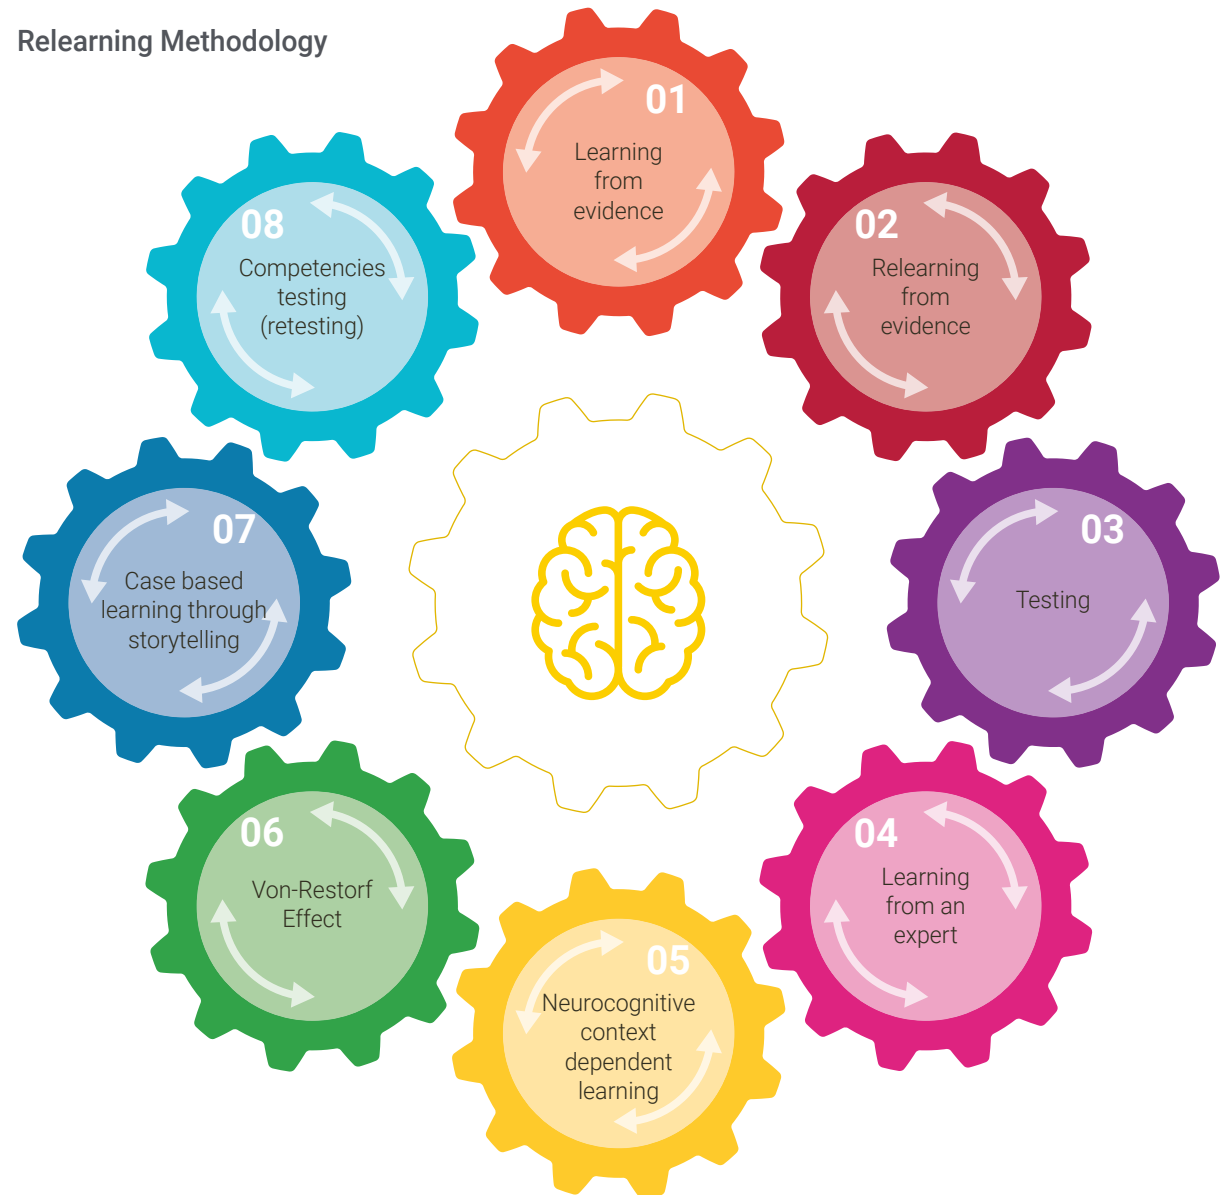 Relearning Methodology
01
Learning
from
evidence
02
Relearning
from
evidence
03
Testing
04
Learning
from an
expert
05
Neurocognitive
context
dependent
learning
06
Von-Restorf
Effect
07
Case based
learning through
storytelling
08
Competencies
testing
(retesting)